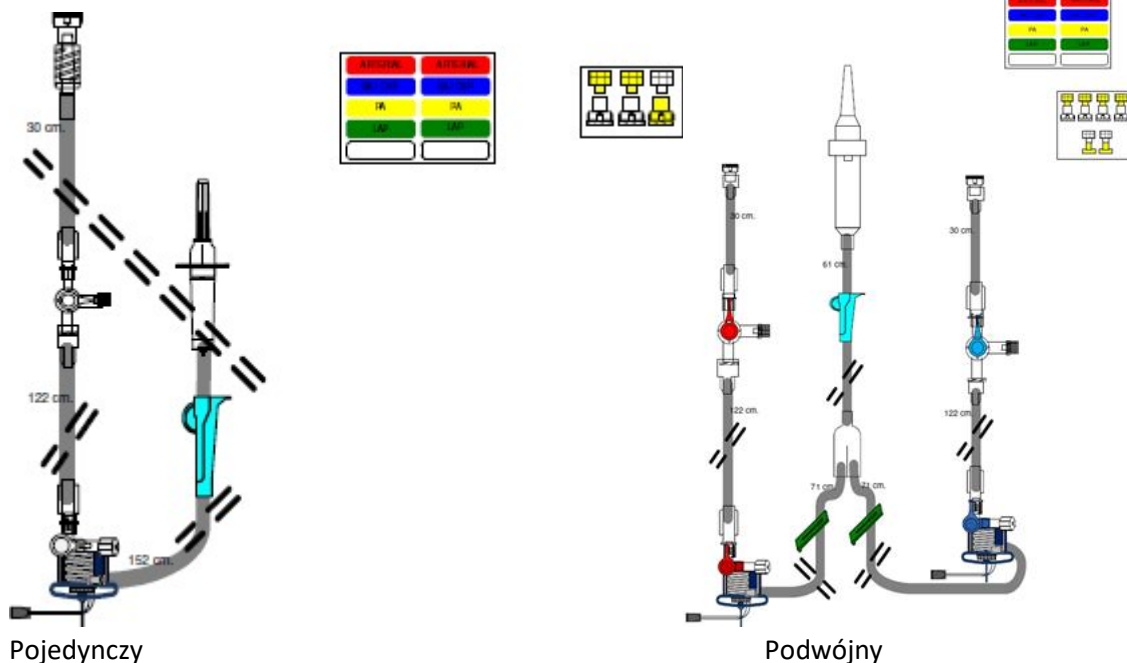 ARTERIAL ARTERIAL
PA PA
LAP LAP
PA PA
LAP LAP
30 cm.
122 cm.
152 cm.
30 cm.
61 cm.
30 cm.
122 cm.
122 cm.
71 cm.
71 cm.
Pojedynczy
Podwójny